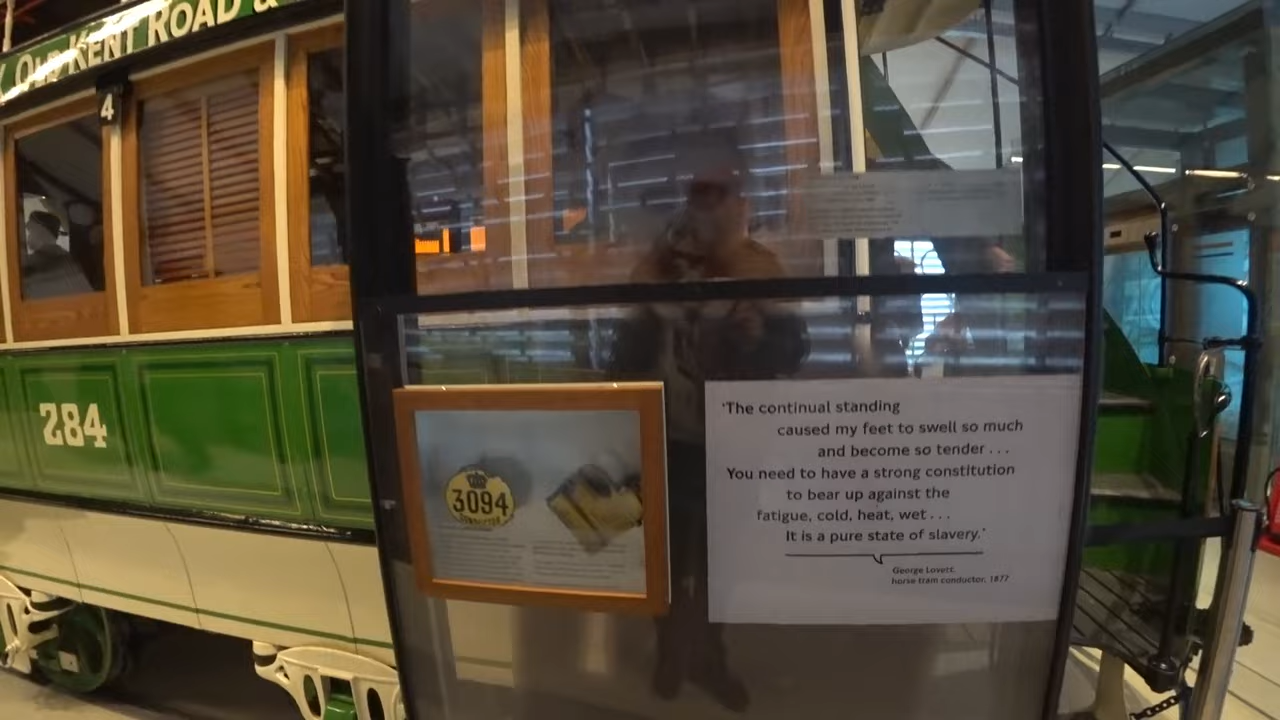 OLD KENT ROAD &
4
284
3094
'The continual standing
caused my feet to swell so much
and become so tender . . .
You need to have a strong constitution
to bear up against the
fatigue, cold, heat, wet . . .
It is a pure state of slavery.'
George Lovett,
horse tram conductor, 1877